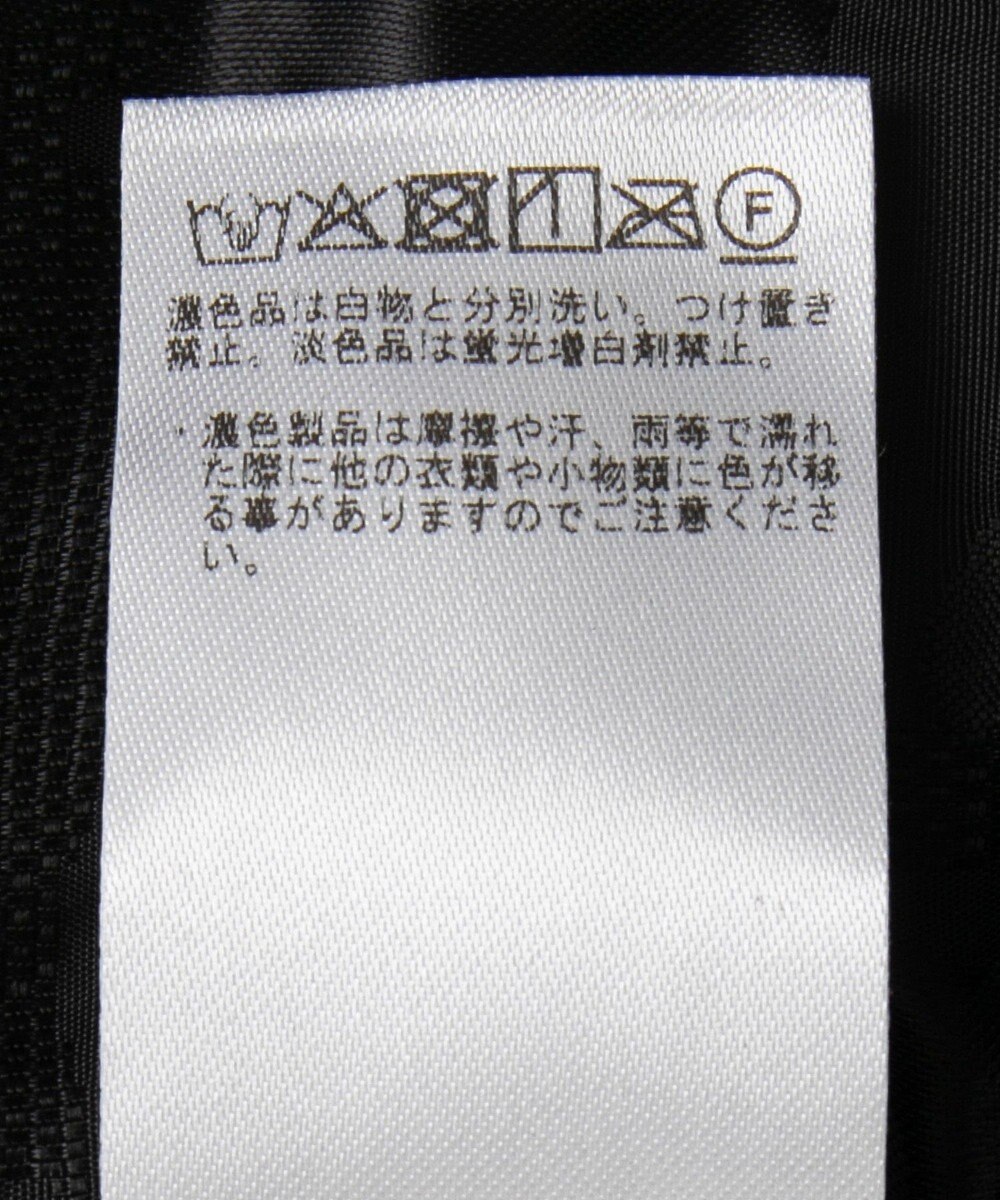 F
濃色品は白物と分別洗い。つけ置き
禁止。淡色品は蛍光増白剤禁止。
・濃色製品は摩擦や汗、雨等で濡れ
た際に他の衣類や小物類に色が移
る事がありますのでご注意くださ
い。